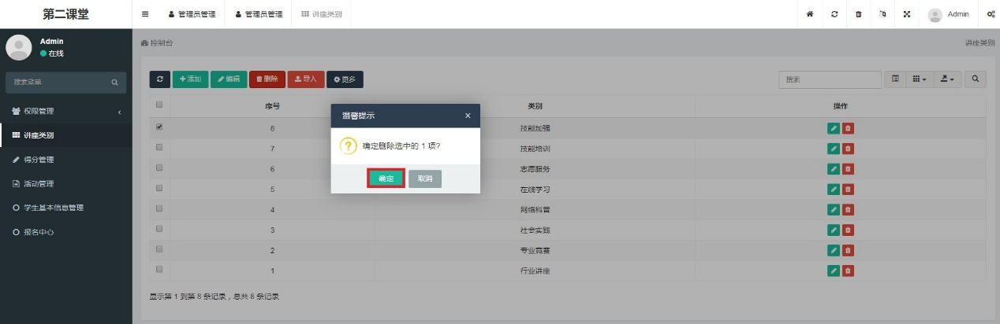 第二课堂 管理员管理 管理员管理 讲座类别 Admin
Admin
在线
搜索菜单
权限管理
讲座类别
得分管理
活动管理
学生基本信息管理
报名中心
控制台 讲座类别
添加 编辑 删除 导入 更多 搜索
序号 类别 操作
8 技能加强
7 技能培训
6 志愿服务
5 在线学习
4 网络科普
3 社会实践
2 专业竞赛
1 行业讲座
显示第 1 到第 8 条记录，总共 8 条记录
温馨提示
确定删除选中的 1 项?
确定 取消